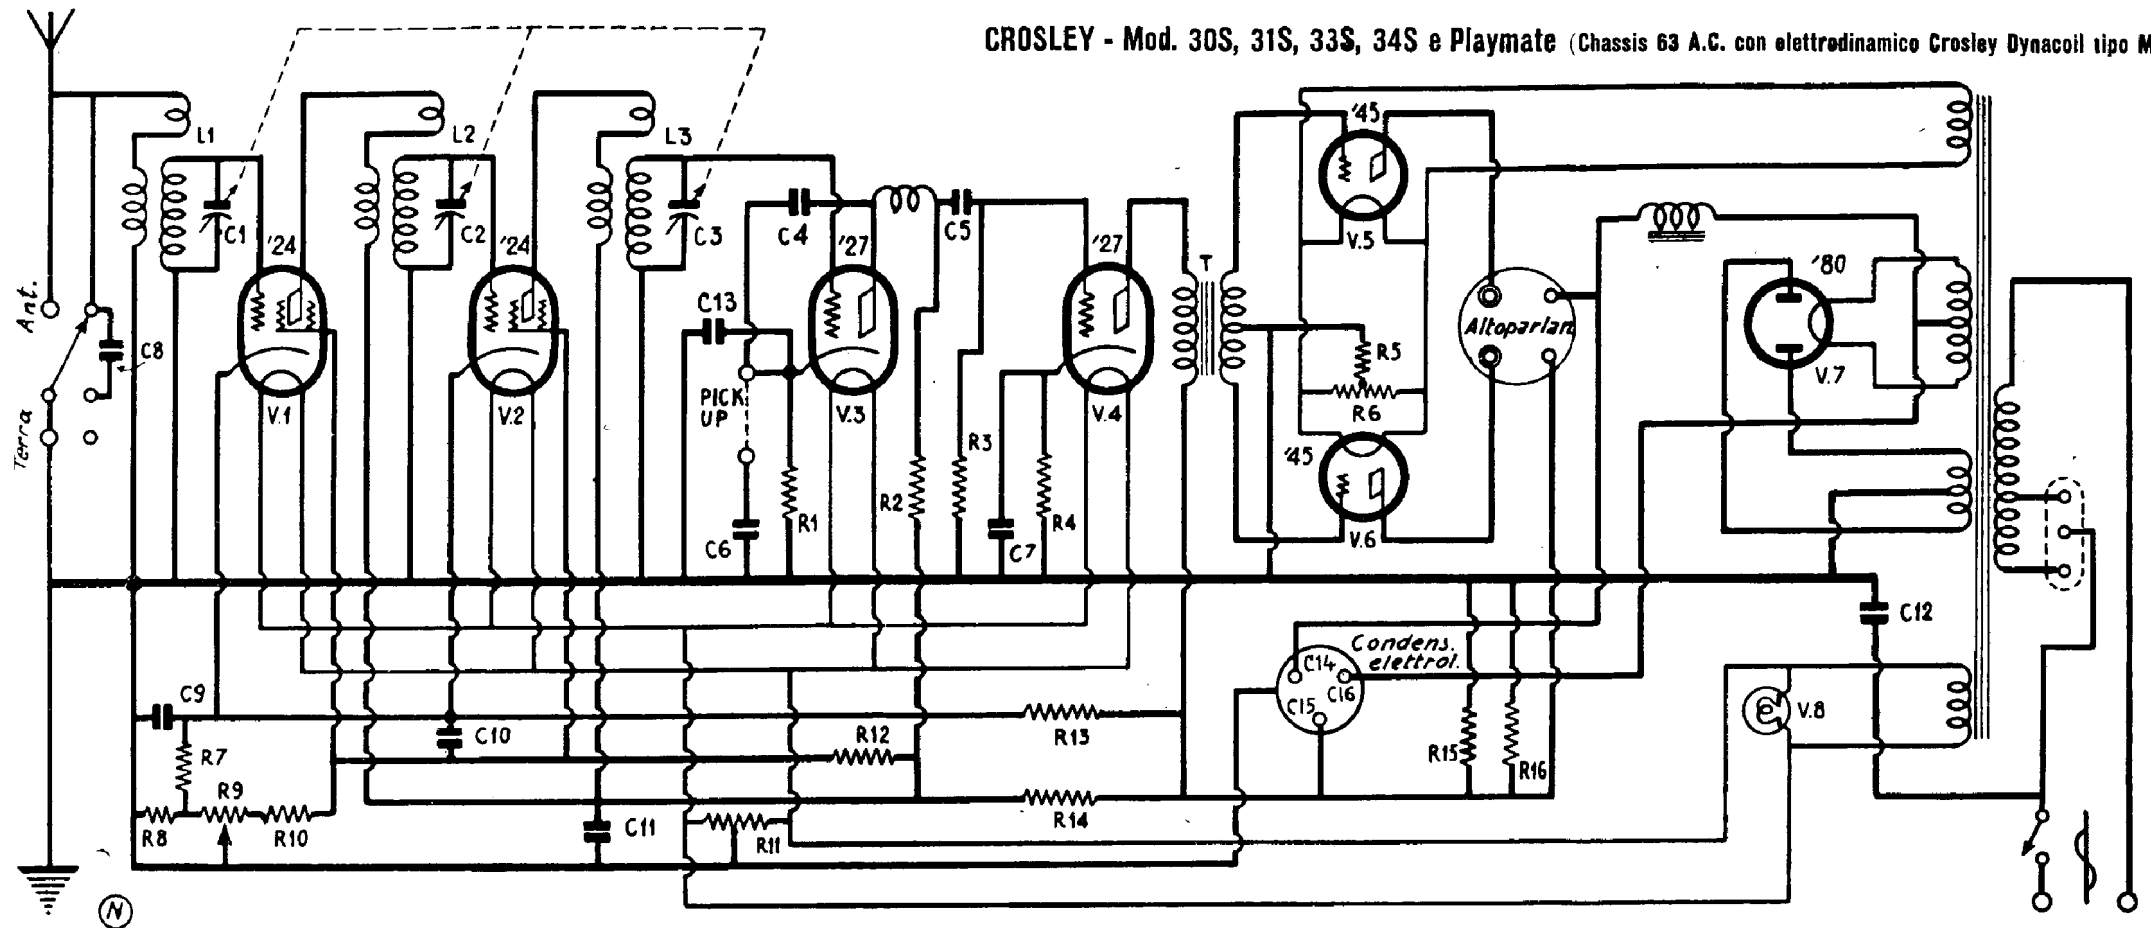 CROSLEY - Mod. 30S, 31S, 33S, 34S e Playmate (Chassis 63 A.C. con elettrodinamico Crosley Dynacoil tipo M
L1
L2
L3
'45
C1
'24
C2
'24
C3
C4
'27
C5
'27
T
V.5
'80
Ant.
C8
C13
Altoparlan
R5
V.7
Terra
V.1
V.2
PICK UP
V.3
V.4
R6
'45
R3
C6
R1
R2
C7
R4
V.6
C12
Condens.
elettrol.
C14
C16
C15
C9
C10
R12
R13
V.8
R7
R15
R16
R9
R8
R10
C11
R11
R14
N